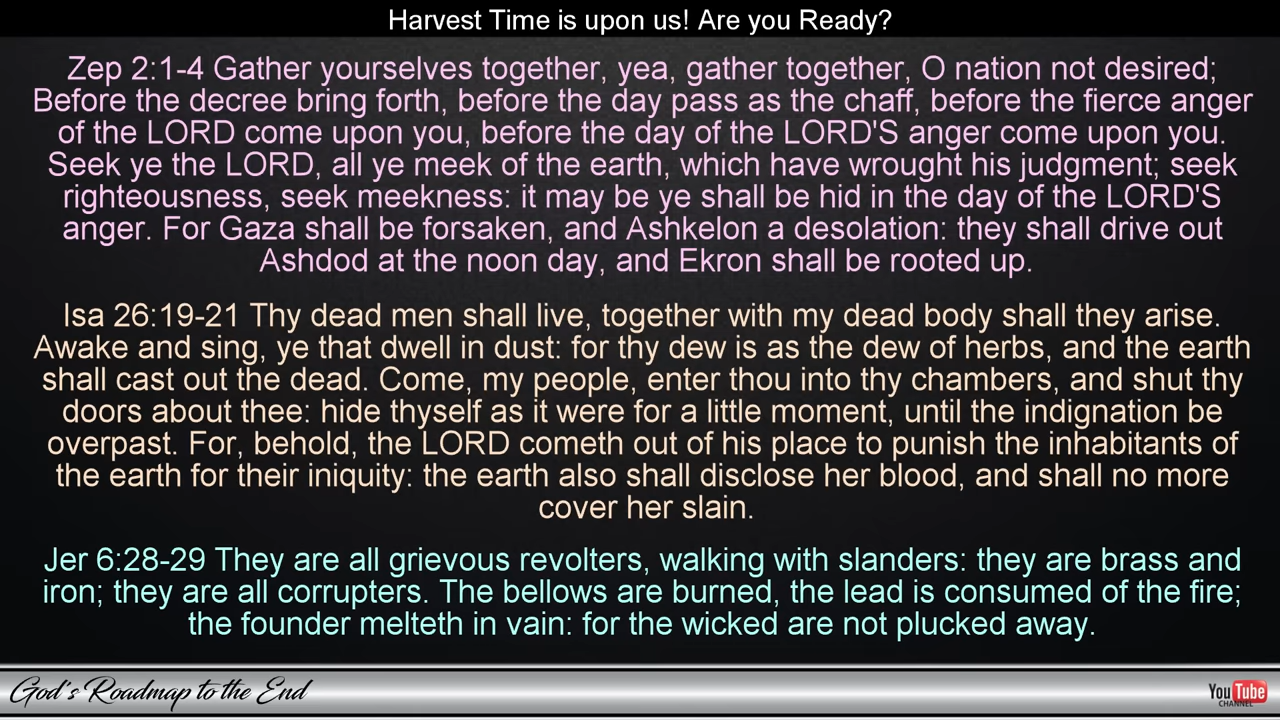 Harvest Time is upon us! Are you Ready?
Zep 2:1-4 Gather yourselves together, yea, gather together, O nation not desired;
Before the decree bring forth, before the day pass as the chaff, before the fierce anger
of the LORD come upon you, before the day of the LORD'S anger come upon you.
Seek ye the LORD, all ye meek of the earth, which have wrought his judgment; seek
righteousness, seek meekness: it may be ye shall be hid in the day of the LORD'S
anger. For Gaza shall be forsaken, and Ashkelon a desolation: they shall drive out
Ashdod at the noon day, and Ekron shall be rooted up.
Isa 26:19-21 Thy dead men shall live, together with my dead body shall they arise.
Awake and sing, ye that dwell in dust: for thy dew is as the dew of herbs, and the earth
shall cast out the dead. Come, my people, enter thou into thy chambers, and shut thy
doors about thee: hide thyself as it were for a little moment, until the indignation be
overpast. For, behold, the LORD cometh out of his place to punish the inhabitants of
the earth for their iniquity: the earth also shall disclose her blood, and shall no more
cover her slain.
Jer 6:28-29 They are all grievous revolters, walking with slanders: they are brass and
iron; they are all corrupters. The bellows are burned, the lead is consumed of the fire;
the founder melteth in vain: for the wicked are not plucked away.
God's Roadmap to the End
YouTube
CHANNEL